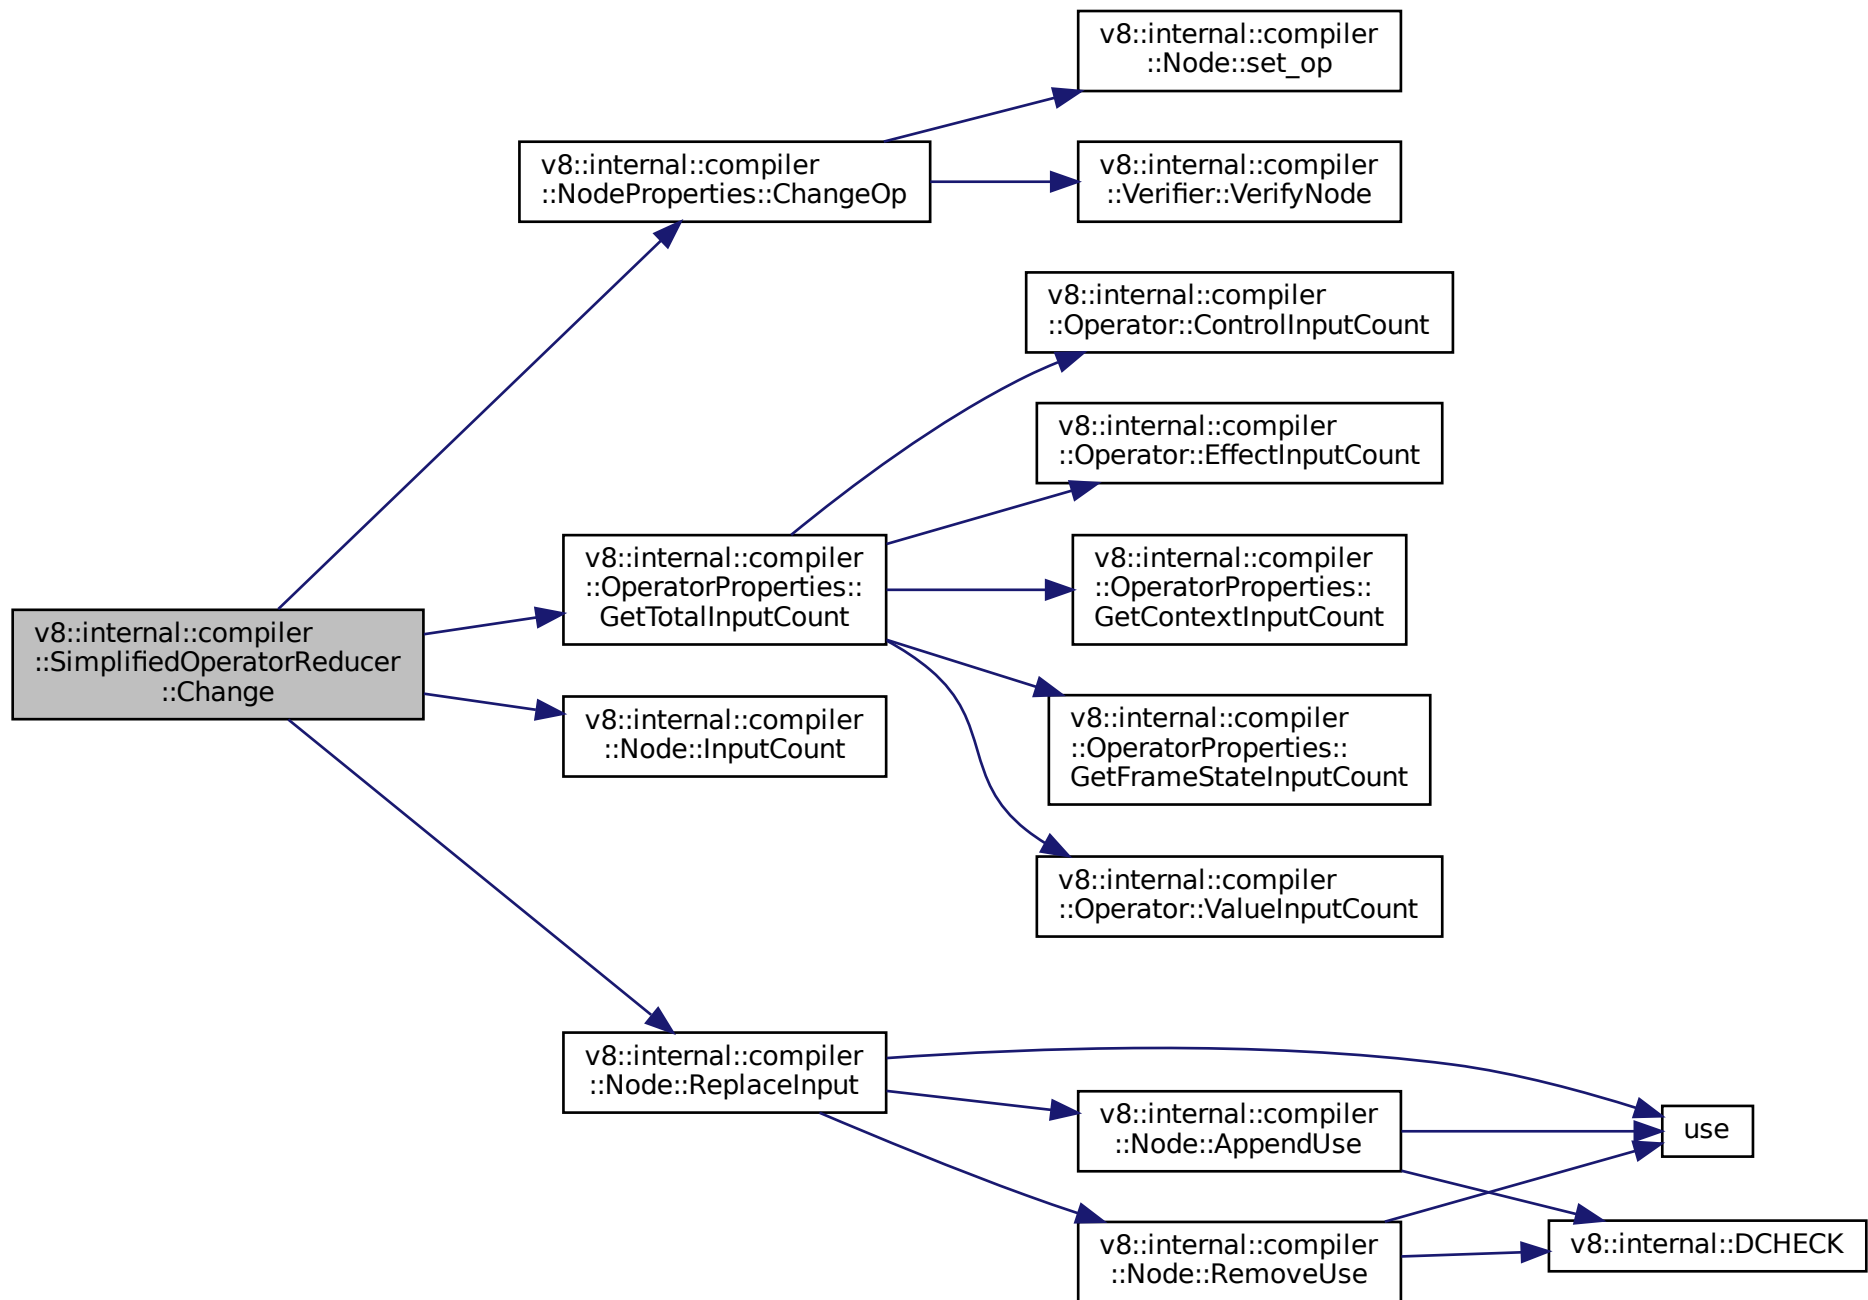 v8::internal::compiler
::Node::set_op
v8::internal::compiler
::NodeProperties::ChangeOp
v8::internal::compiler
::Verifier::VerifyNode
v8::internal::compiler
::Operator::ControlInputCount
v8::internal::compiler
::Operator::EffectInputCount
v8::internal::compiler
::OperatorProperties::
GetTotalInputCount
v8::internal::compiler
::OperatorProperties::
GetContextInputCount
v8::internal::compiler
::SimplifiedOperatorReducer
::Change
v8::internal::compiler
::Node::InputCount
v8::internal::compiler
::OperatorProperties::
GetFrameStateInputCount
v8::internal::compiler
::Operator::ValueInputCount
v8::internal::compiler
::Node::ReplaceInput
v8::internal::compiler
::Node::AppendUse
use
v8::internal::compiler
::Node::RemoveUse
v8::internal::DCHECK